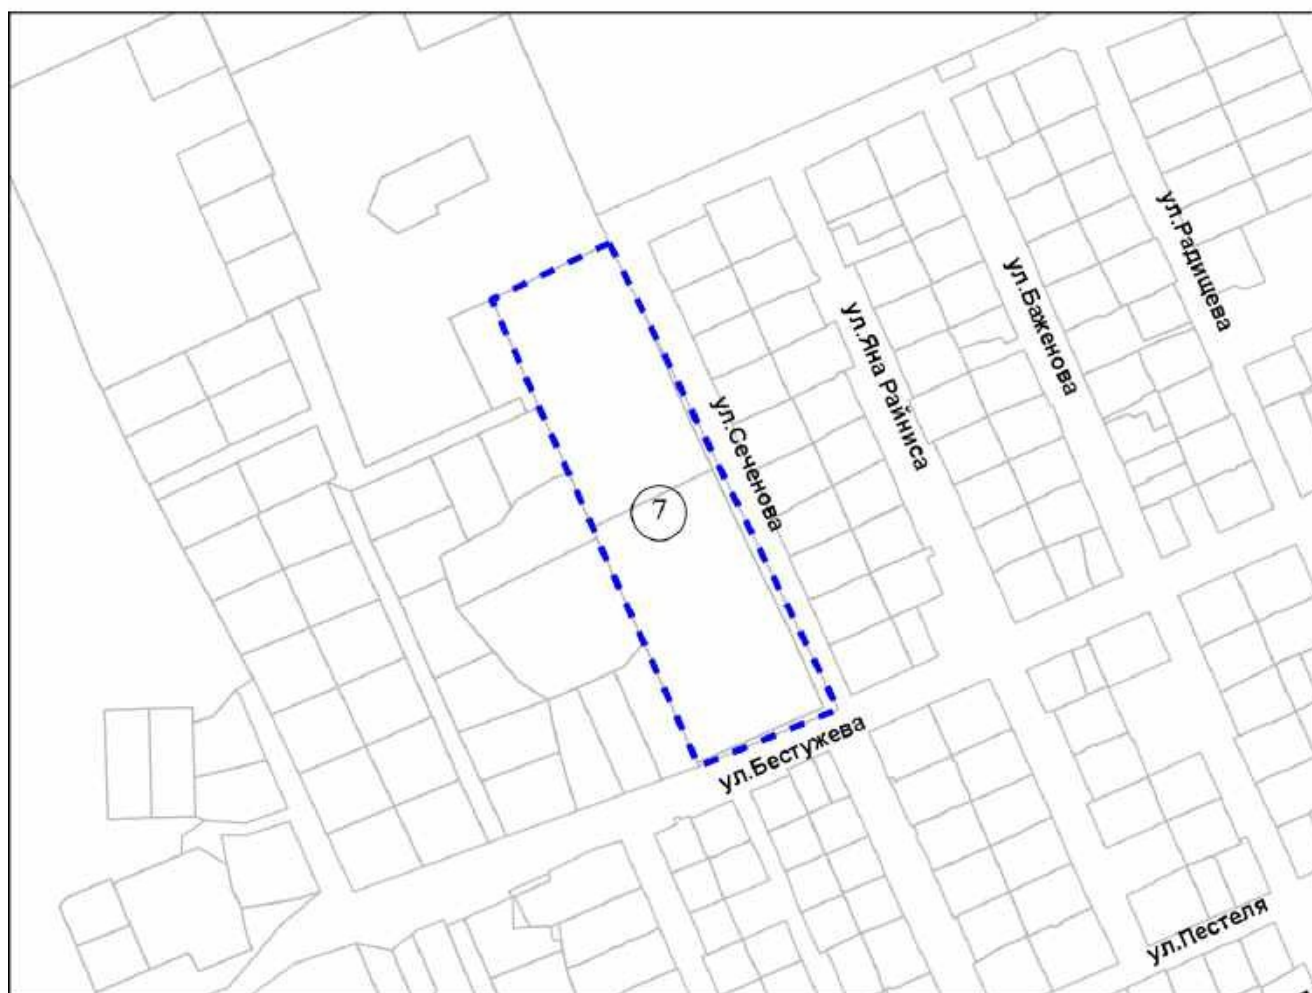 ул.Радищева
ул.Баженова
ул.Яна Райниса
ул.Сеченова
7
ул.Бестужева
ул.Пестеля